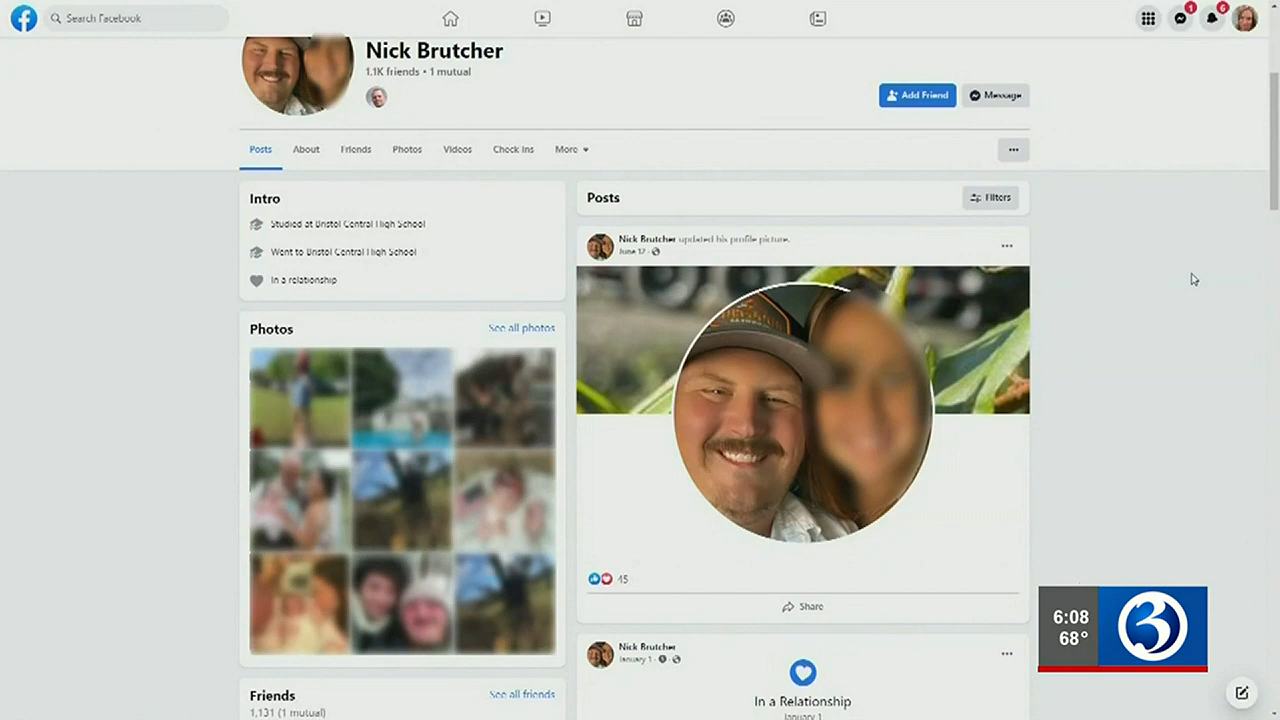 Search Facebook
1
6
Nick Brutcher
1.1K friends • 1 mutual
Add Friend
Message
Posts
About
Friends
Photos
Videos
Check Ins
More
Intro
Studied at Bristol Central High School
Went to Bristol Central High School
In a relationship
Photos
See all photos
Friends
See all friends
1,131 (1 mutual)
Posts
Filters
Nick Brutcher updated his profile picture.
June 17 ·
45
Share
Nick Brutcher
January 1 ·
In a Relationship
January 1
6:08
68°
3